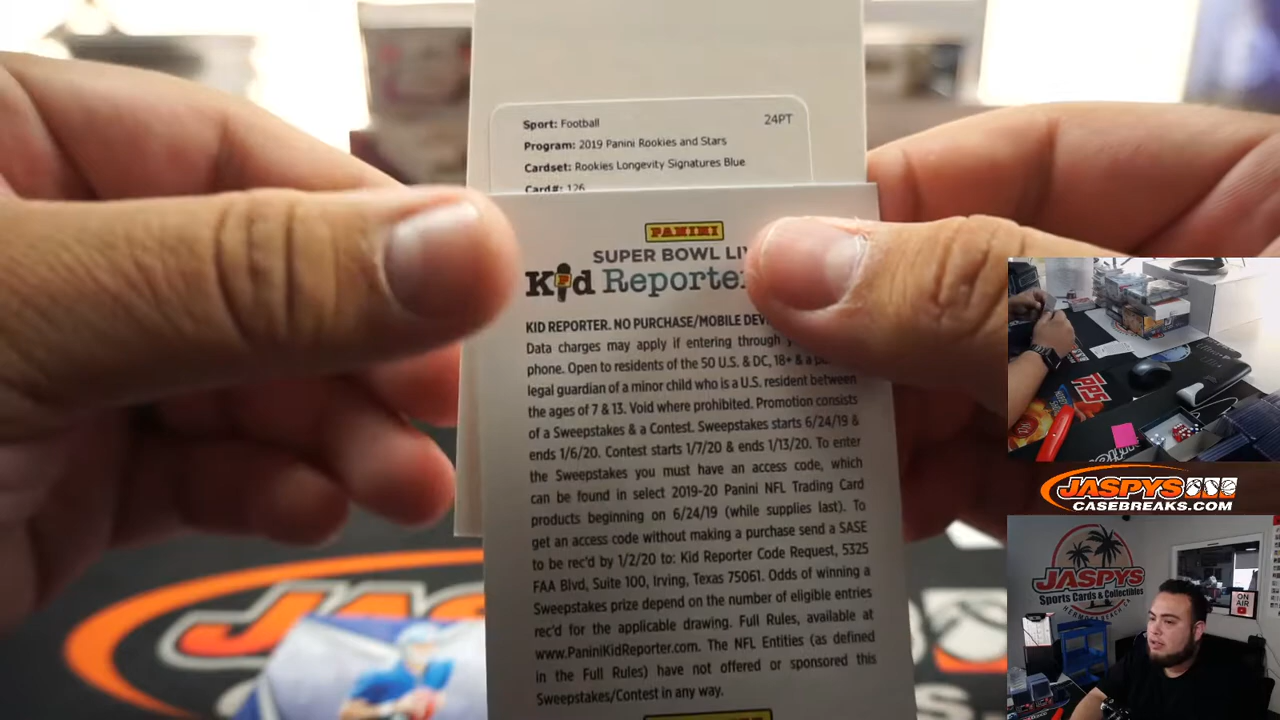 Sport: Football
24PT
Program: 2019 Panini Rookies and Stars
Cardset: Rookies Longevity Signatures Blue
Card#: 126
PANINI
SUPER BOWL
Kid Reporter
KID REPORTER. NO PURCHASE/MOBILE
Data charges may apply if entering through
phone. Open to residents of the 50 U.S. & DC, 18+ & a
legal guardian of a minor child who is a U.S. resident between
the ages of 7 & 13. Void where prohibited. Promotion consists
of a Sweepstakes & a Contest. Sweepstakes starts 6/24/19 &
ends 1/6/20. Contest starts 1/7/20 & ends 1/13/20. To enter
the Sweepstakes you must have an access code, which
can be found in select 2019-20 Panini NFL Trading Card
products beginning on 6/24/19 (while supplies last). To
get an access code without making a purchase send a SASE
to be rec'd by 1/2/20 to: Kid Reporter Code Request, 5325
FAA Blvd, Suite 100, Irving, Texas 75061. Odds of winning a
Sweepstakes prize depend on the number of eligible entries
rec'd for the applicable drawing. Full Rules, available at
www.PaniniKidReporter.com. The NFL Entities (as defined
in the Full Rules) have not offered or sponsored this
Sweepstakes/Contest in any way.
JASPYS
CASEBREAKS.COM
JASPYS
Sports Cards & Collectibles
ON
AIR